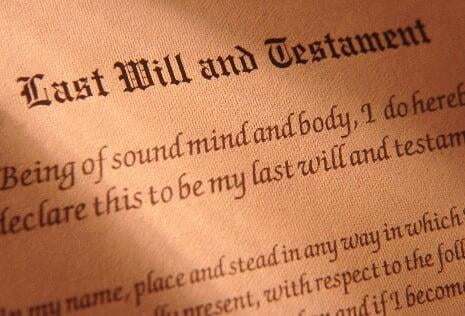 Last Will and Testament
Being of sound mind and body, I do hereb
declare this to be my last will and testam
In my name, place and stead in any way in which
present, with respect to the foll
and if I become